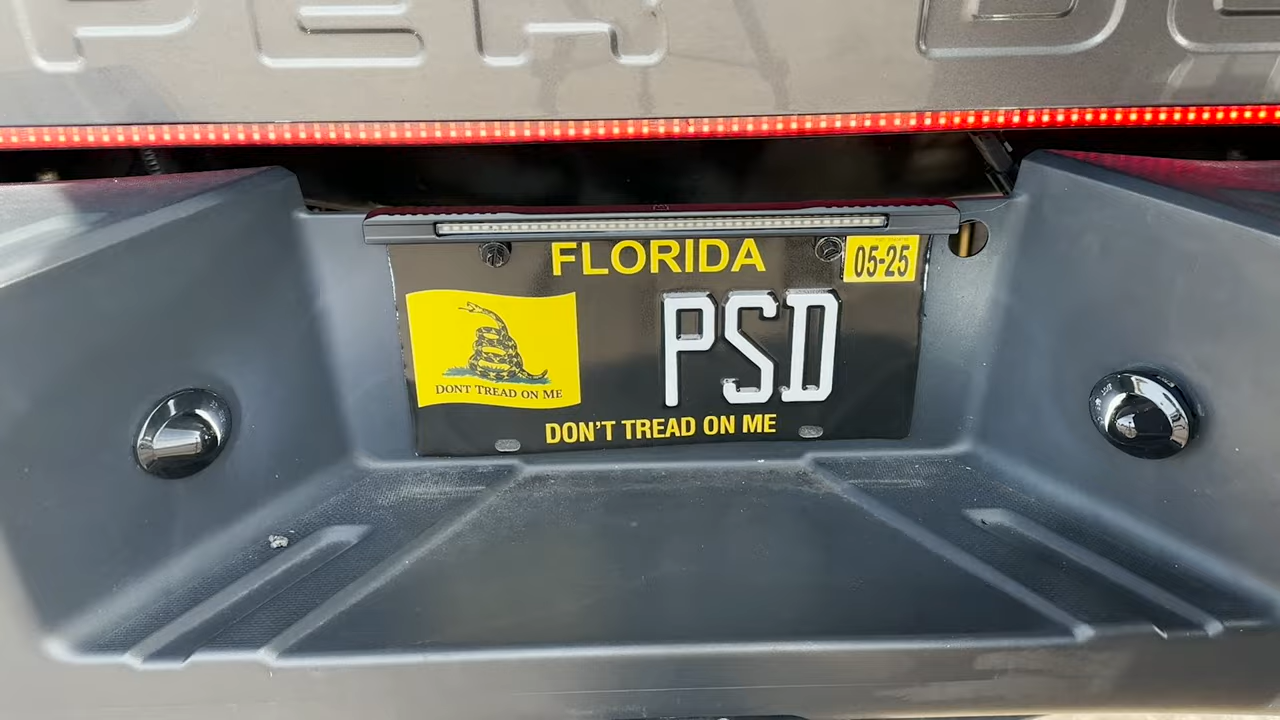 FLORIDA
05-25
PSD
DONT TREAD ON ME
DON'T TREAD ON ME